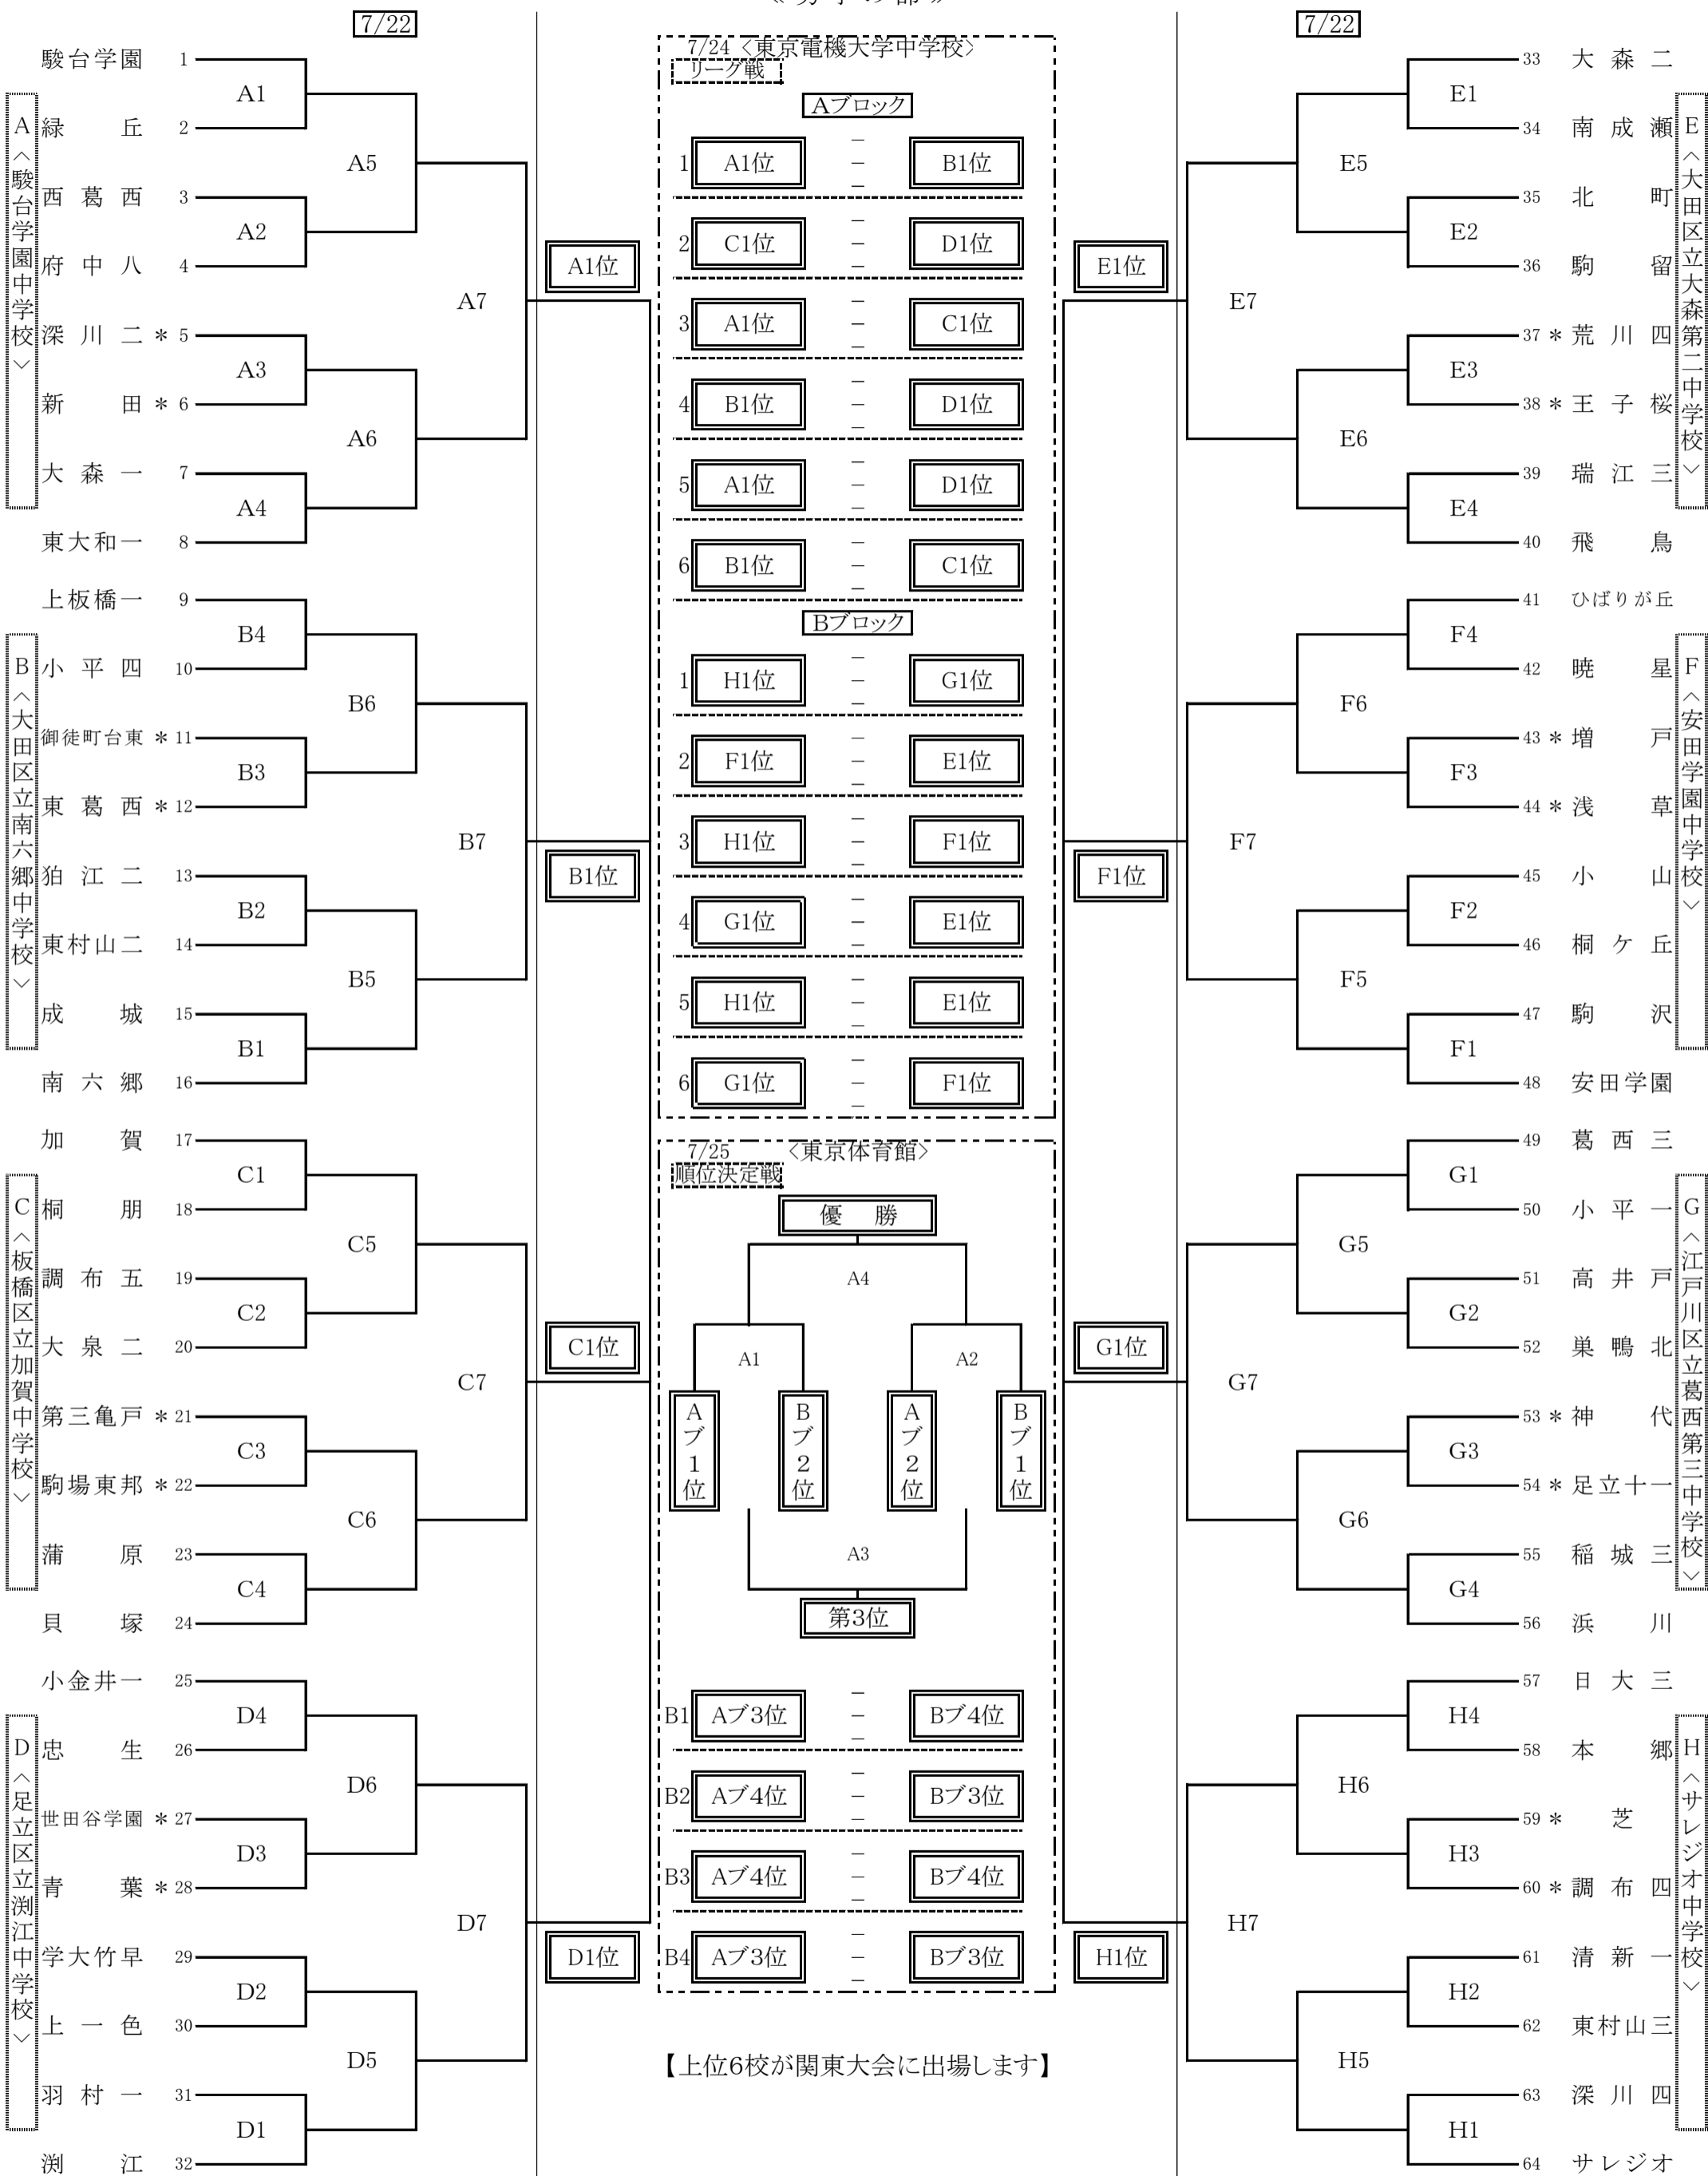 ≪ 男子の部 ≫
7/22
駿台学園 1
緑丘 2
西葛西 3
府中八 4
深川二 * 5
新田 * 6
大森一 7
東大和一 8
A1
A2
A3
A4
A5
A6
A7
A1位
A〈駿台学園中学校〉
上板橋一 9
小平四 10
御徒町台東 * 11
東葛西 * 12
狛江二 13
東村山二 14
成城 15
南六郷 16
B4
B3
B2
B1
B6
B5
B7
B1位
B〈大田区立南六郷中学校〉
加賀 17
桐朋 18
調布五 19
大泉二 20
第三亀戸 * 21
駒場東邦 * 22
蒲原 23
貝塚 24
C1
C2
C3
C4
C5
C6
C7
C1位
C〈板橋区立加賀中学校〉
小金井一 25
忠生 26
世田谷学園 * 27
青葉 * 28
学大竹早 29
上一色 30
羽村一 31
渕江 32
D4
D3
D2
D1
D6
D5
D7
D1位
D〈足立区立渕江中学校〉
7/24 〈東京電機大学中学校〉
リーグ戦
Aブロック
1 A1位 − − − B1位
2 C1位 − − − D1位
3 A1位 − − − C1位
4 B1位 − − − D1位
5 A1位 − − − D1位
6 B1位 − − − C1位
Bブロック
1 H1位 − − − G1位
2 F1位 − − − E1位
3 H1位 − − − F1位
4 G1位 − − − E1位
5 H1位 − − − E1位
6 G1位 − − − F1位
7/25 〈東京体育館〉
順位決定戦
優勝
A4
A1
A2
Aブ1位
Bブ2位
Aブ2位
Bブ1位
A3
第3位
B1 Aブ3位 − − − Bブ4位
B2 Aブ4位 − − − Bブ3位
B3 Aブ4位 − − − Bブ4位
B4 Aブ3位 − − − Bブ3位
【上位6校が関東大会に出場します】
7/22
33 大森二
34 南成瀬
35 北町
36 駒留
37 * 荒川四
38 * 王子桜
39 瑞江三
40 飛鳥
E1
E2
E3
E4
E5
E6
E7
E1位
E〈大田区立大森第二中学校〉
41 ひばりが丘
42 暁星
43 * 増戸
44 * 浅草
45 小山
46 桐ケ丘
47 駒沢
48 安田学園
F4
F3
F2
F1
F6
F5
F7
F1位
F〈安田学園中学校〉
49 葛西三
50 小平一
51 高井戸
52 巣鴨北
53 * 神代
54 * 足立十一
55 稲城三
56 浜川
G1
G2
G3
G4
G5
G6
G7
G1位
G〈江戸川区立葛西第三中学校〉
57 日大三
58 本郷
59 * 芝
60 * 調布四
61 清新一
62 東村山三
63 深川四
64 サレジオ
H4
H3
H2
H1
H6
H5
H7
H1位
H〈サレジオ中学校〉